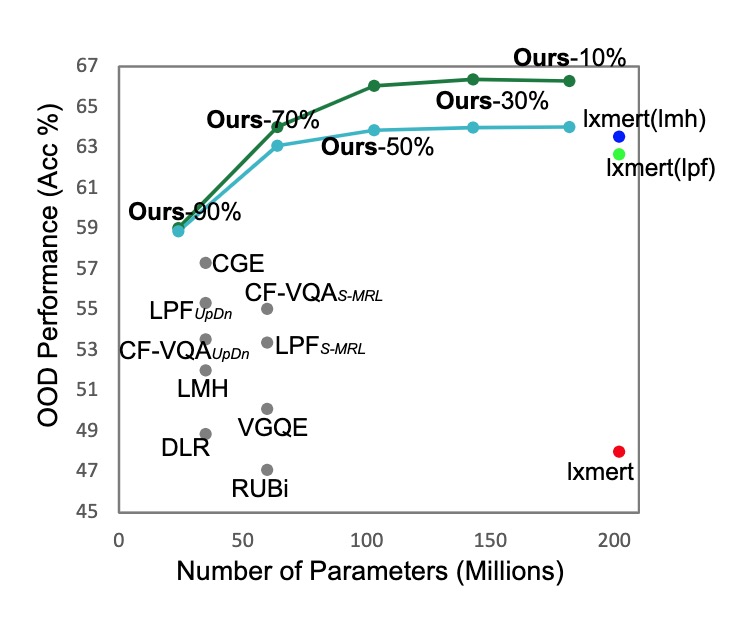 67
65
63
61
59
57
55
53
51
49
47
45
OOD Performance (Acc %)
Ours-10%
Ours-30%
Ours-70%
Ours-50%
Ours-90%
lxmert(lmh)
lxmert(lpf)
CGE
CF-VQAS-MRL
LPFUpDn
CF-VQAUpDn
LPFS-MRL
LMH
VGQE
DLR
RUBi
lxmert
0
50
100
150
200
Number of Parameters (Millions)